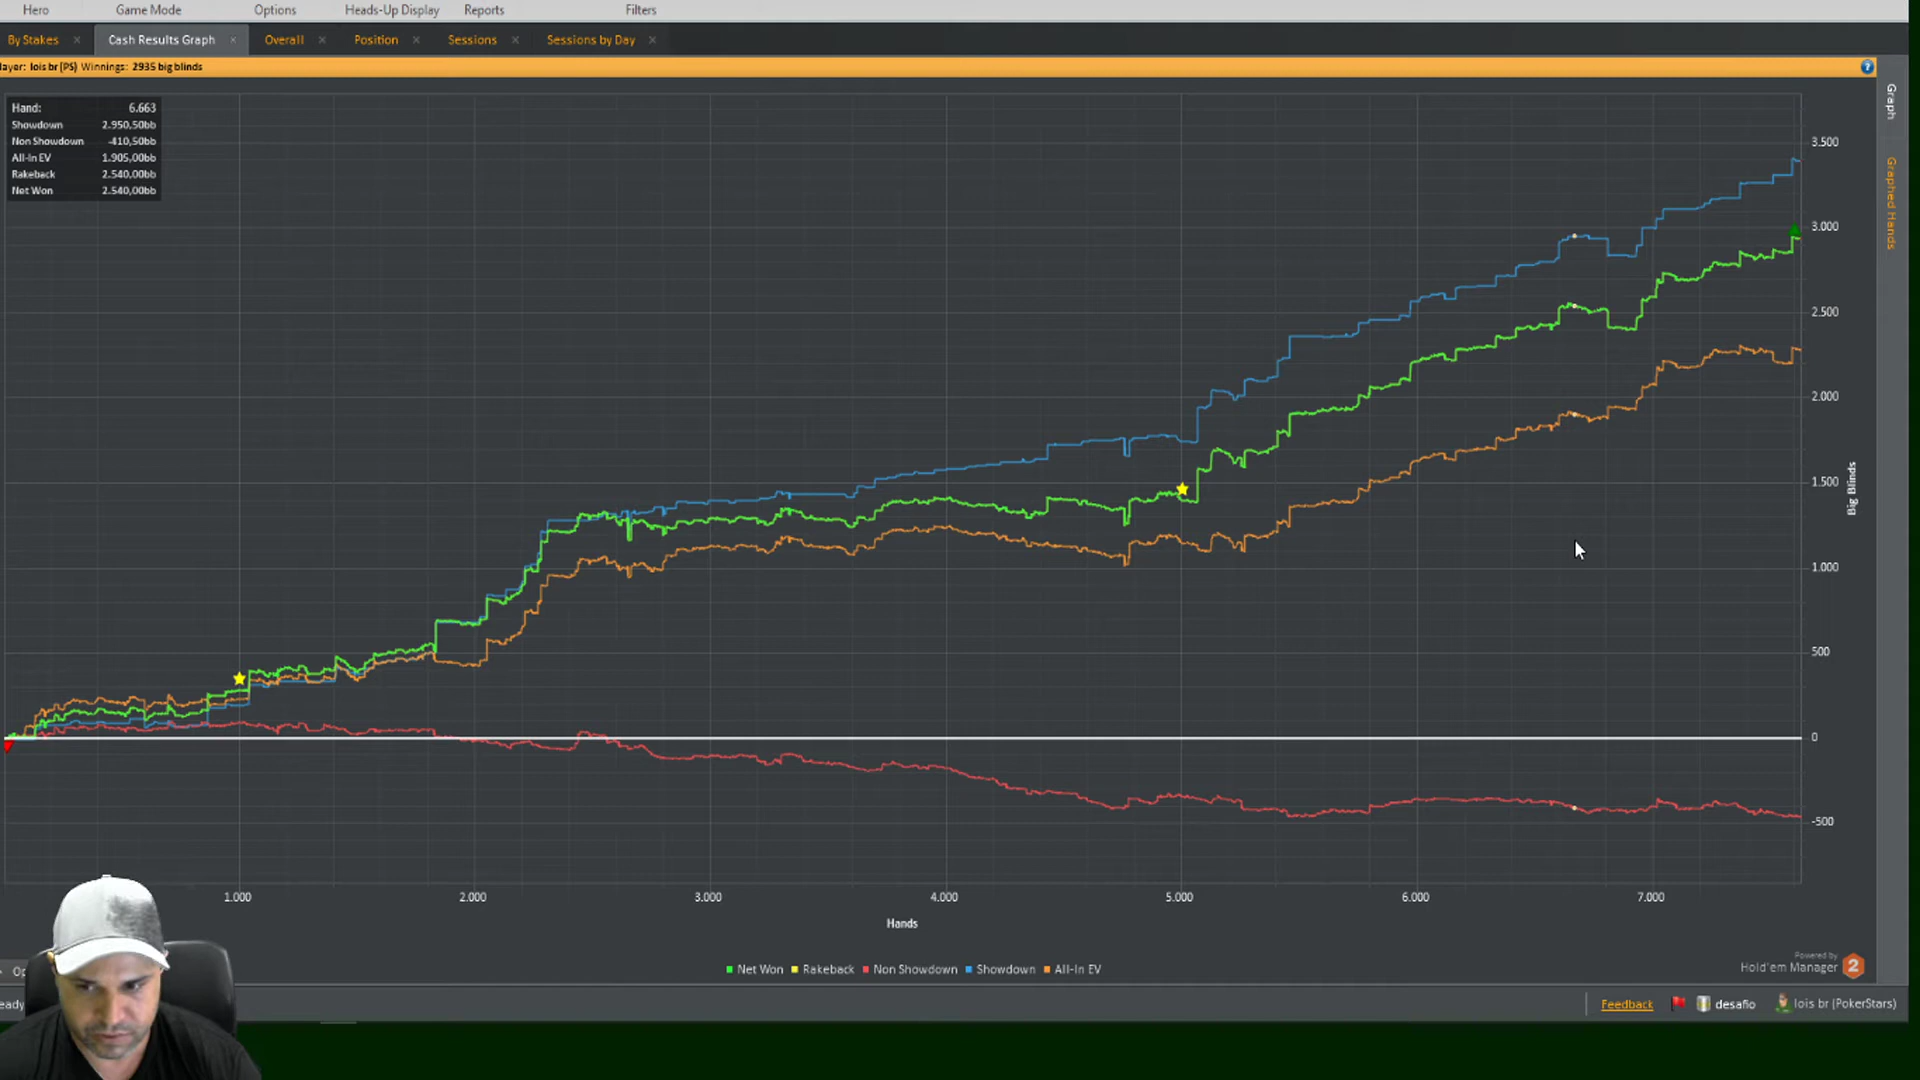 Hero Game Mode Options Heads-Up Display Reports Filters
By Stakes × Cash Results Graph × Overall × Position × Sessions × Sessions by Day ×
layer: lois br (PS) Winnings: 2935 big blinds ?
Hand: 6.663
Showdown 2.950,50bb
Non Showdown -410,50bb
All-In EV 1.905,00bb
Rakeback 2.540,00bb
Net Won 2.540,00bb
Graph
Graphed Hands
3.500
3.000
2.500
2.000
1.500
1.000
500
0
-500
Big Blinds
1.000 2.000 3.000 4.000 5.000 6.000 7.000
Hands
Net Won Rakeback Non Showdown Showdown All-In EV
Powered by
Hold'em Manager 2
Op
eady
Feedback desafio lois br (PokerStars)